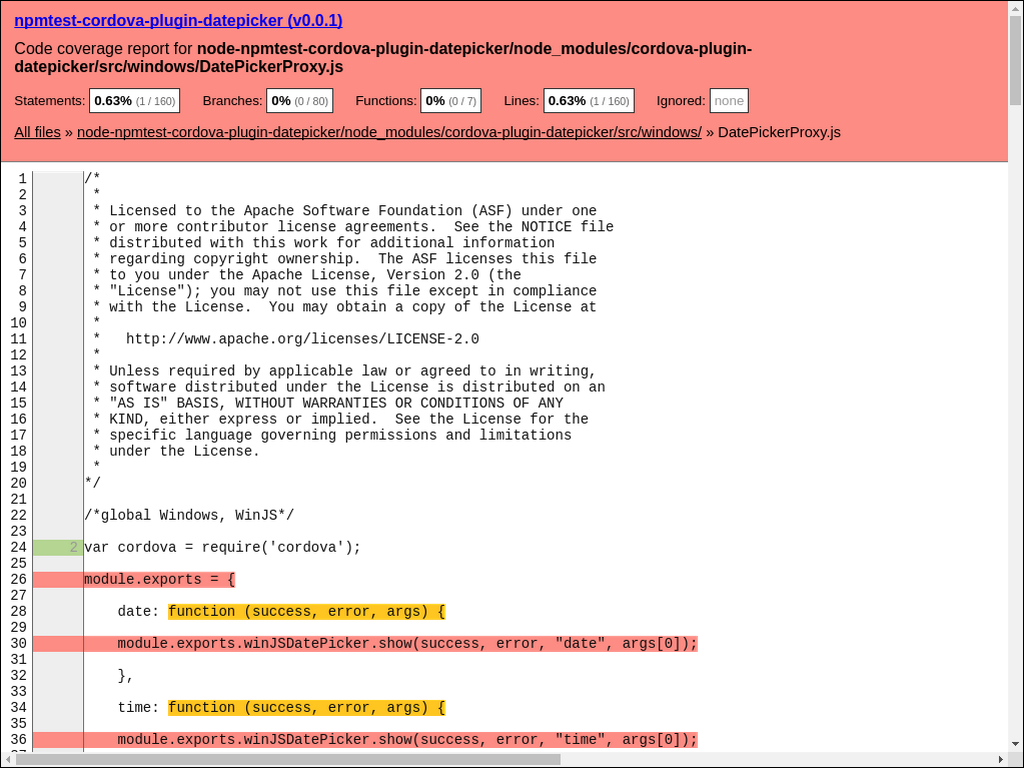 npmtest-cordova-plugin-datepicker (v0.0.1)
Code coverage report for node-npmtest-cordova-plugin-datepicker/node_modules/cordova-plugin-
datepicker/src/windows/DatePickerProxy.js
Statements: 0.63% (1 / 160) Branches: 0% (0 / 80) Functions: 0% (0 / 7) Lines: 0.63% (1 / 160) Ignored: none
All files » node-npmtest-cordova-plugin-datepicker/node_modules/cordova-plugin-datepicker/src/windows/ » DatePickerProxy.js
1 /*
2 *
3 * Licensed to the Apache Software Foundation (ASF) under one
4 * or more contributor license agreements.  See the NOTICE file
5 * distributed with this work for additional information
6 * regarding copyright ownership.  The ASF licenses this file
7 * to you under the Apache License, Version 2.0 (the
8 * "License"); you may not use this file except in compliance
9 * with the License.  You may obtain a copy of the License at
10 *
11 *   http://www.apache.org/licenses/LICENSE-2.0
12 *
13 * Unless required by applicable law or agreed to in writing,
14 * software distributed under the License is distributed on an
15 * "AS IS" BASIS, WITHOUT WARRANTIES OR CONDITIONS OF ANY
16 * KIND, either express or implied.  See the License for the
17 * specific language governing permissions and limitations
18 * under the License.
19 *
20 */
21
22 /*global Windows, WinJS*/
23
24 2 var cordova = require('cordova');
25
26 module.exports = {
27
28 date: function (success, error, args) {
29
30 module.exports.winJSDatePicker.show(success, error, "date", args[0]);
31
32 },
33
34 time: function (success, error, args) {
35
36 module.exports.winJSDatePicker.show(success, error, "time", args[0]);